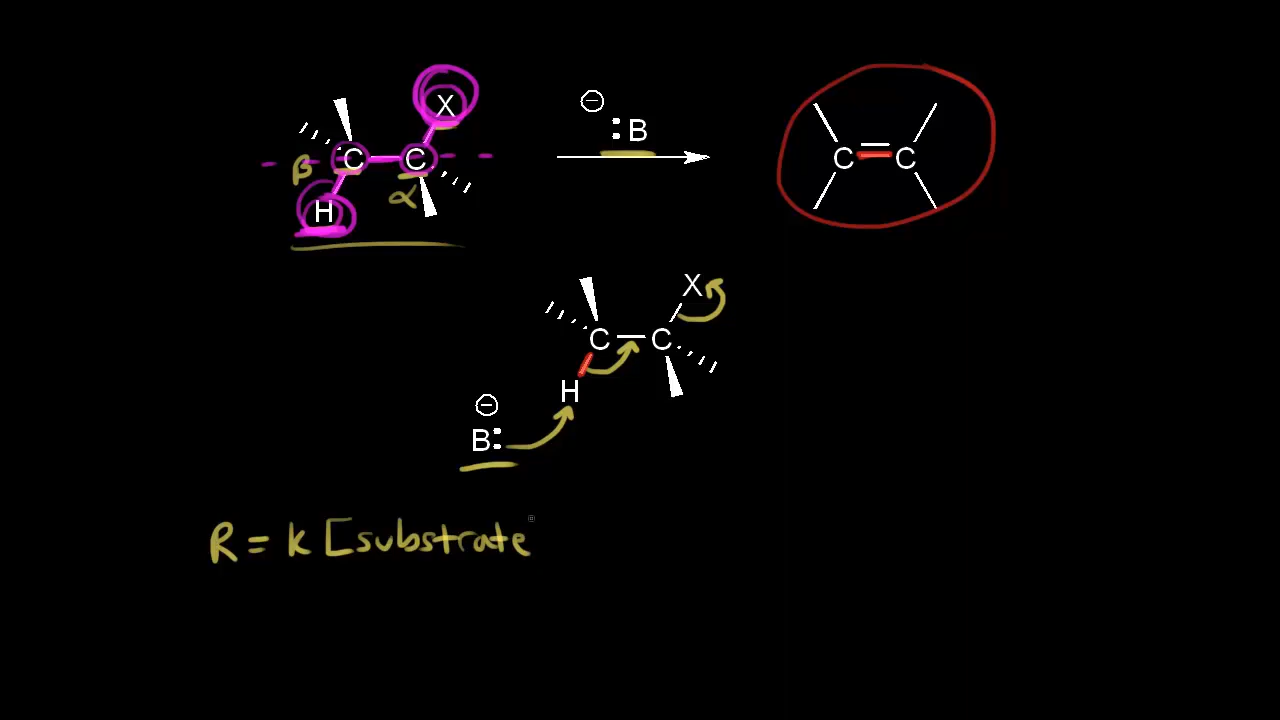 X
⊖
:B
C C
C C
β
α
H
X
C C
H
⊖
B:
R = k [substrate